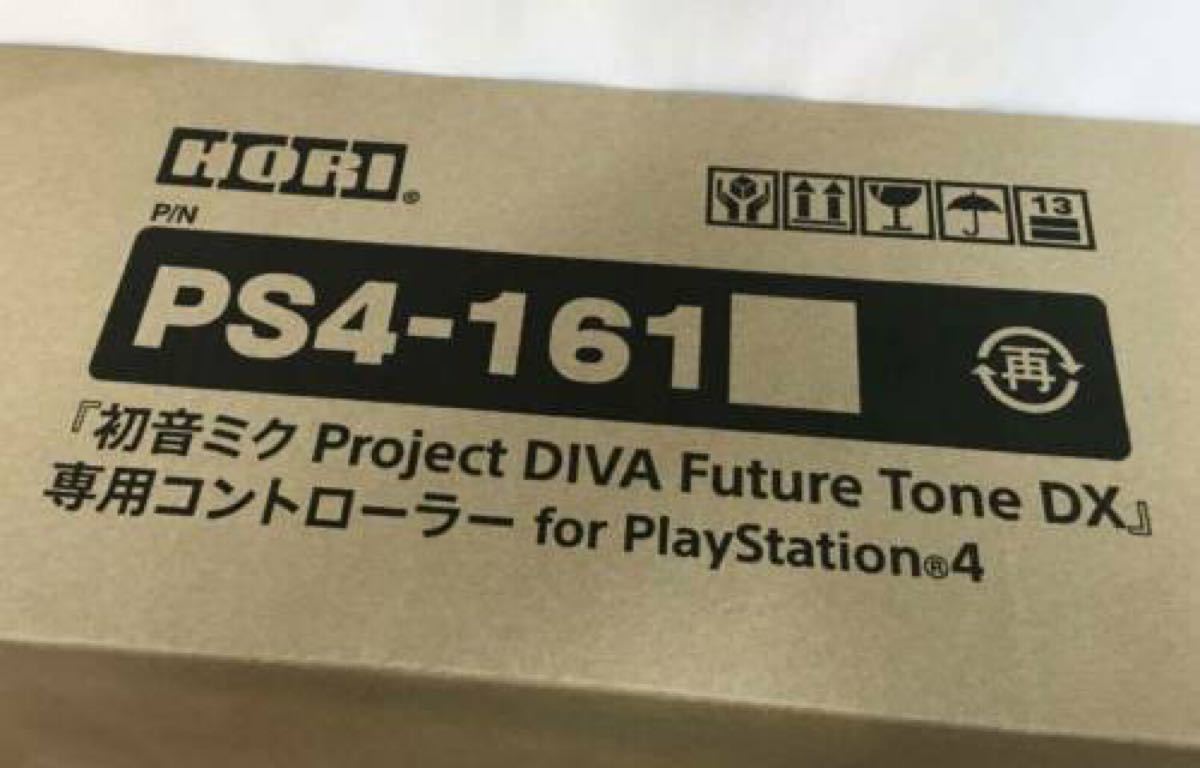 HORI®
P/N
13
PS4-161
再
『初音ミク Project DIVA Future Tone DX』
専用コントローラー for PlayStation®4